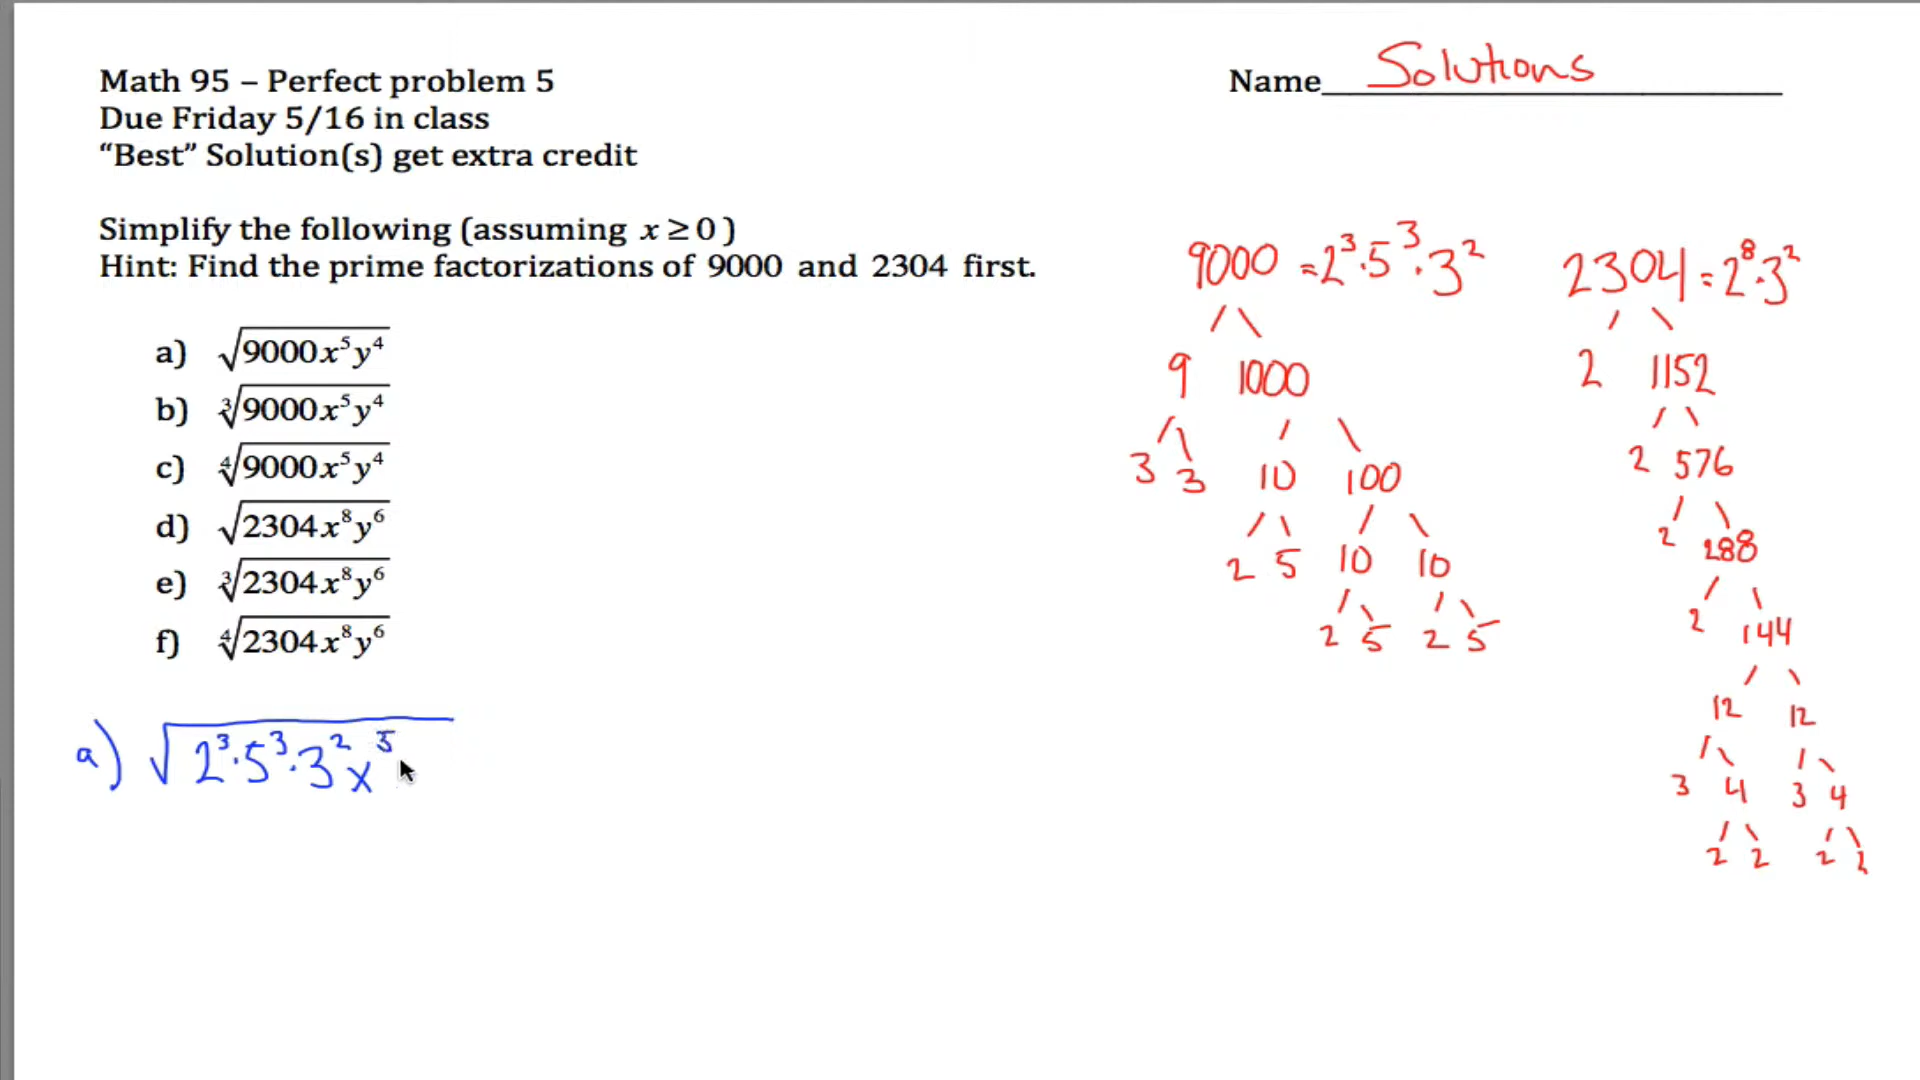 Math 95 – Perfect problem 5
Due Friday 5/16 in class
“Best” Solution(s) get extra credit
Name Solutions
Simplify the following (assuming x ≥ 0 )
Hint: Find the prime factorizations of 9000 and 2304 first.
a) √9000x⁵y⁴
b) ∛9000x⁵y⁴
c) ∜9000x⁵y⁴
d) √2304x⁸y⁶
e) ∛2304x⁸y⁶
f) ∜2304x⁸y⁶
a) √2³·5³·3²x⁵
9000 = 2³·5³·3²
9 1000
3 3 10 100
2 5 10 10
2 5 2 5
2304 = 2⁸·3²
2 1152
2 576
2 288
2 144
12 12
3 4 3 4
2 2 2 2